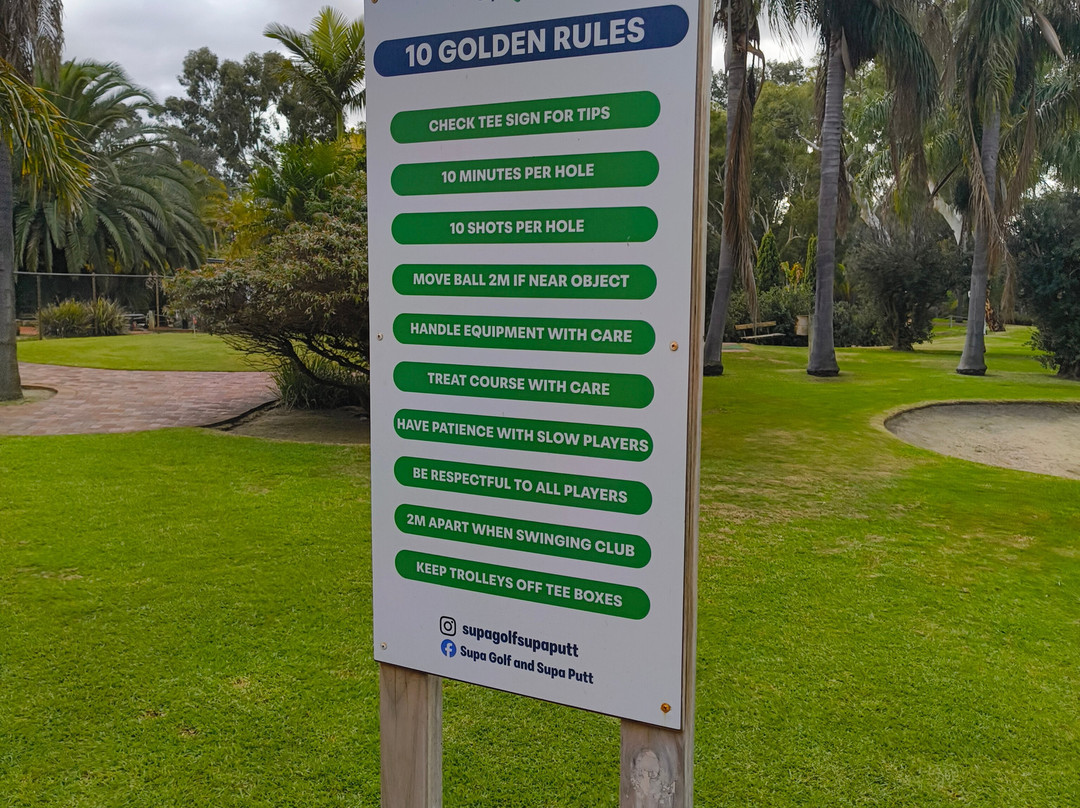 10 GOLDEN RULES
CHECK TEE SIGN FOR TIPS
10 MINUTES PER HOLE
10 SHOTS PER HOLE
MOVE BALL 2M IF NEAR OBJECT
HANDLE EQUIPMENT WITH CARE
TREAT COURSE WITH CARE
HAVE PATIENCE WITH SLOW PLAYERS
BE RESPECTFUL TO ALL PLAYERS
2M APART WHEN SWINGING CLUB
KEEP TROLLEYS OFF TEE BOXES
supagolfsupaputt
Supa Golf and Supa Putt